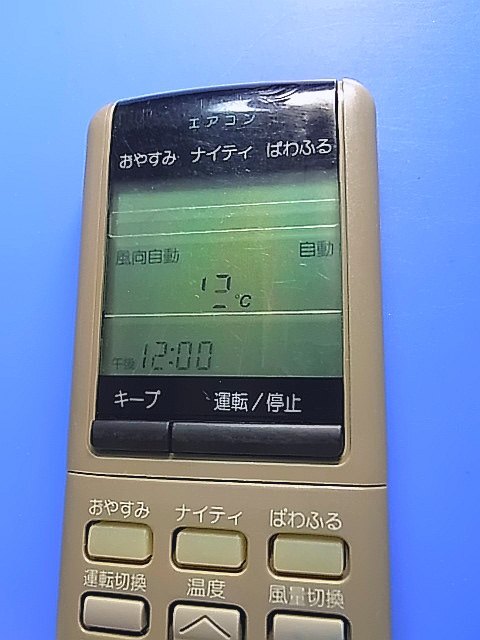 エアコン
おやすみ ナイティ ぱわふる
風向自動 自動
℃
午後 12:00
キープ 運転/停止
おやすみ ナイティ ぱわふる
運転切換 温度 風量切換